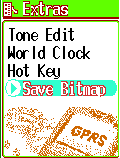 Extras
Tone Edit
World Clock
Hot Key
Save Bitmap
GPRS